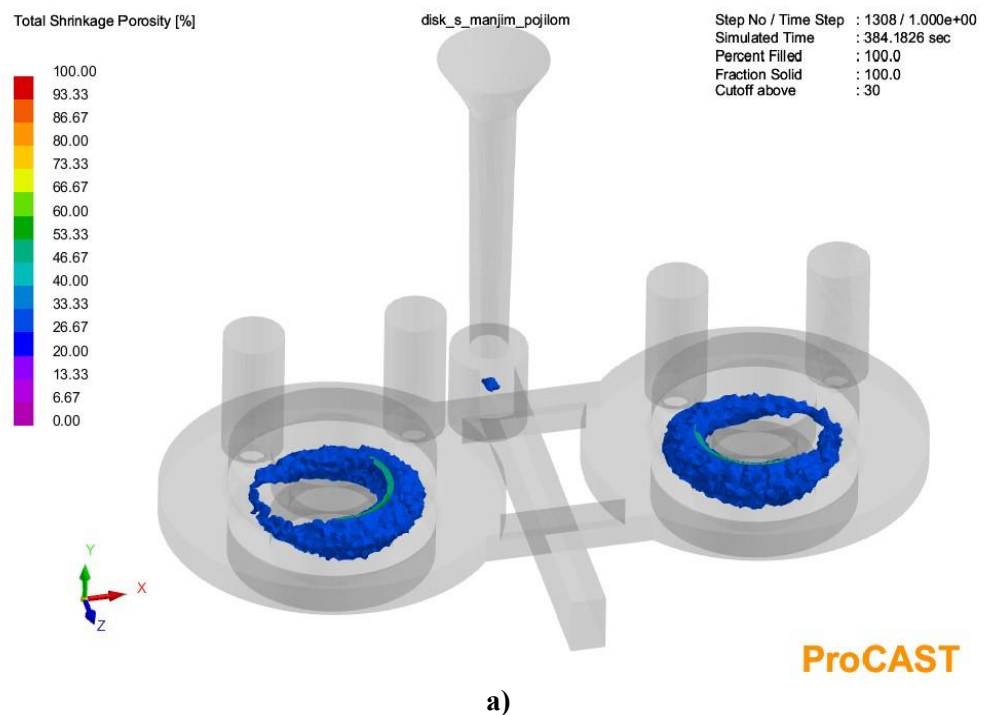 Total Shrinkage Porosity [%]
disk_s_manjim_pojilom
Step No / Time Step : 1308 / 1.000e+00
Simulated Time : 384.1826 sec
Percent Filled : 100.0
Fraction Solid : 100.0
Cutoff above : 30
100.00
93.33
86.67
80.00
73.33
66.67
60.00
53.33
46.67
40.00
33.33
26.67
20.00
13.33
6.67
0.00
Y
X
Z
ProCAST
a)